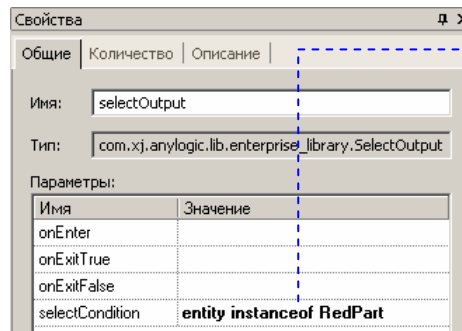 Свойства
Общие Количество Описание
Имя: selectOutput
Тип: com.xj.anylogic.lib.enterprise_library.SelectOutput
Параметры:
Имя Значение
onEnter
onExitTrue
onExitFalse
selectCondition entity instanceof RedPart